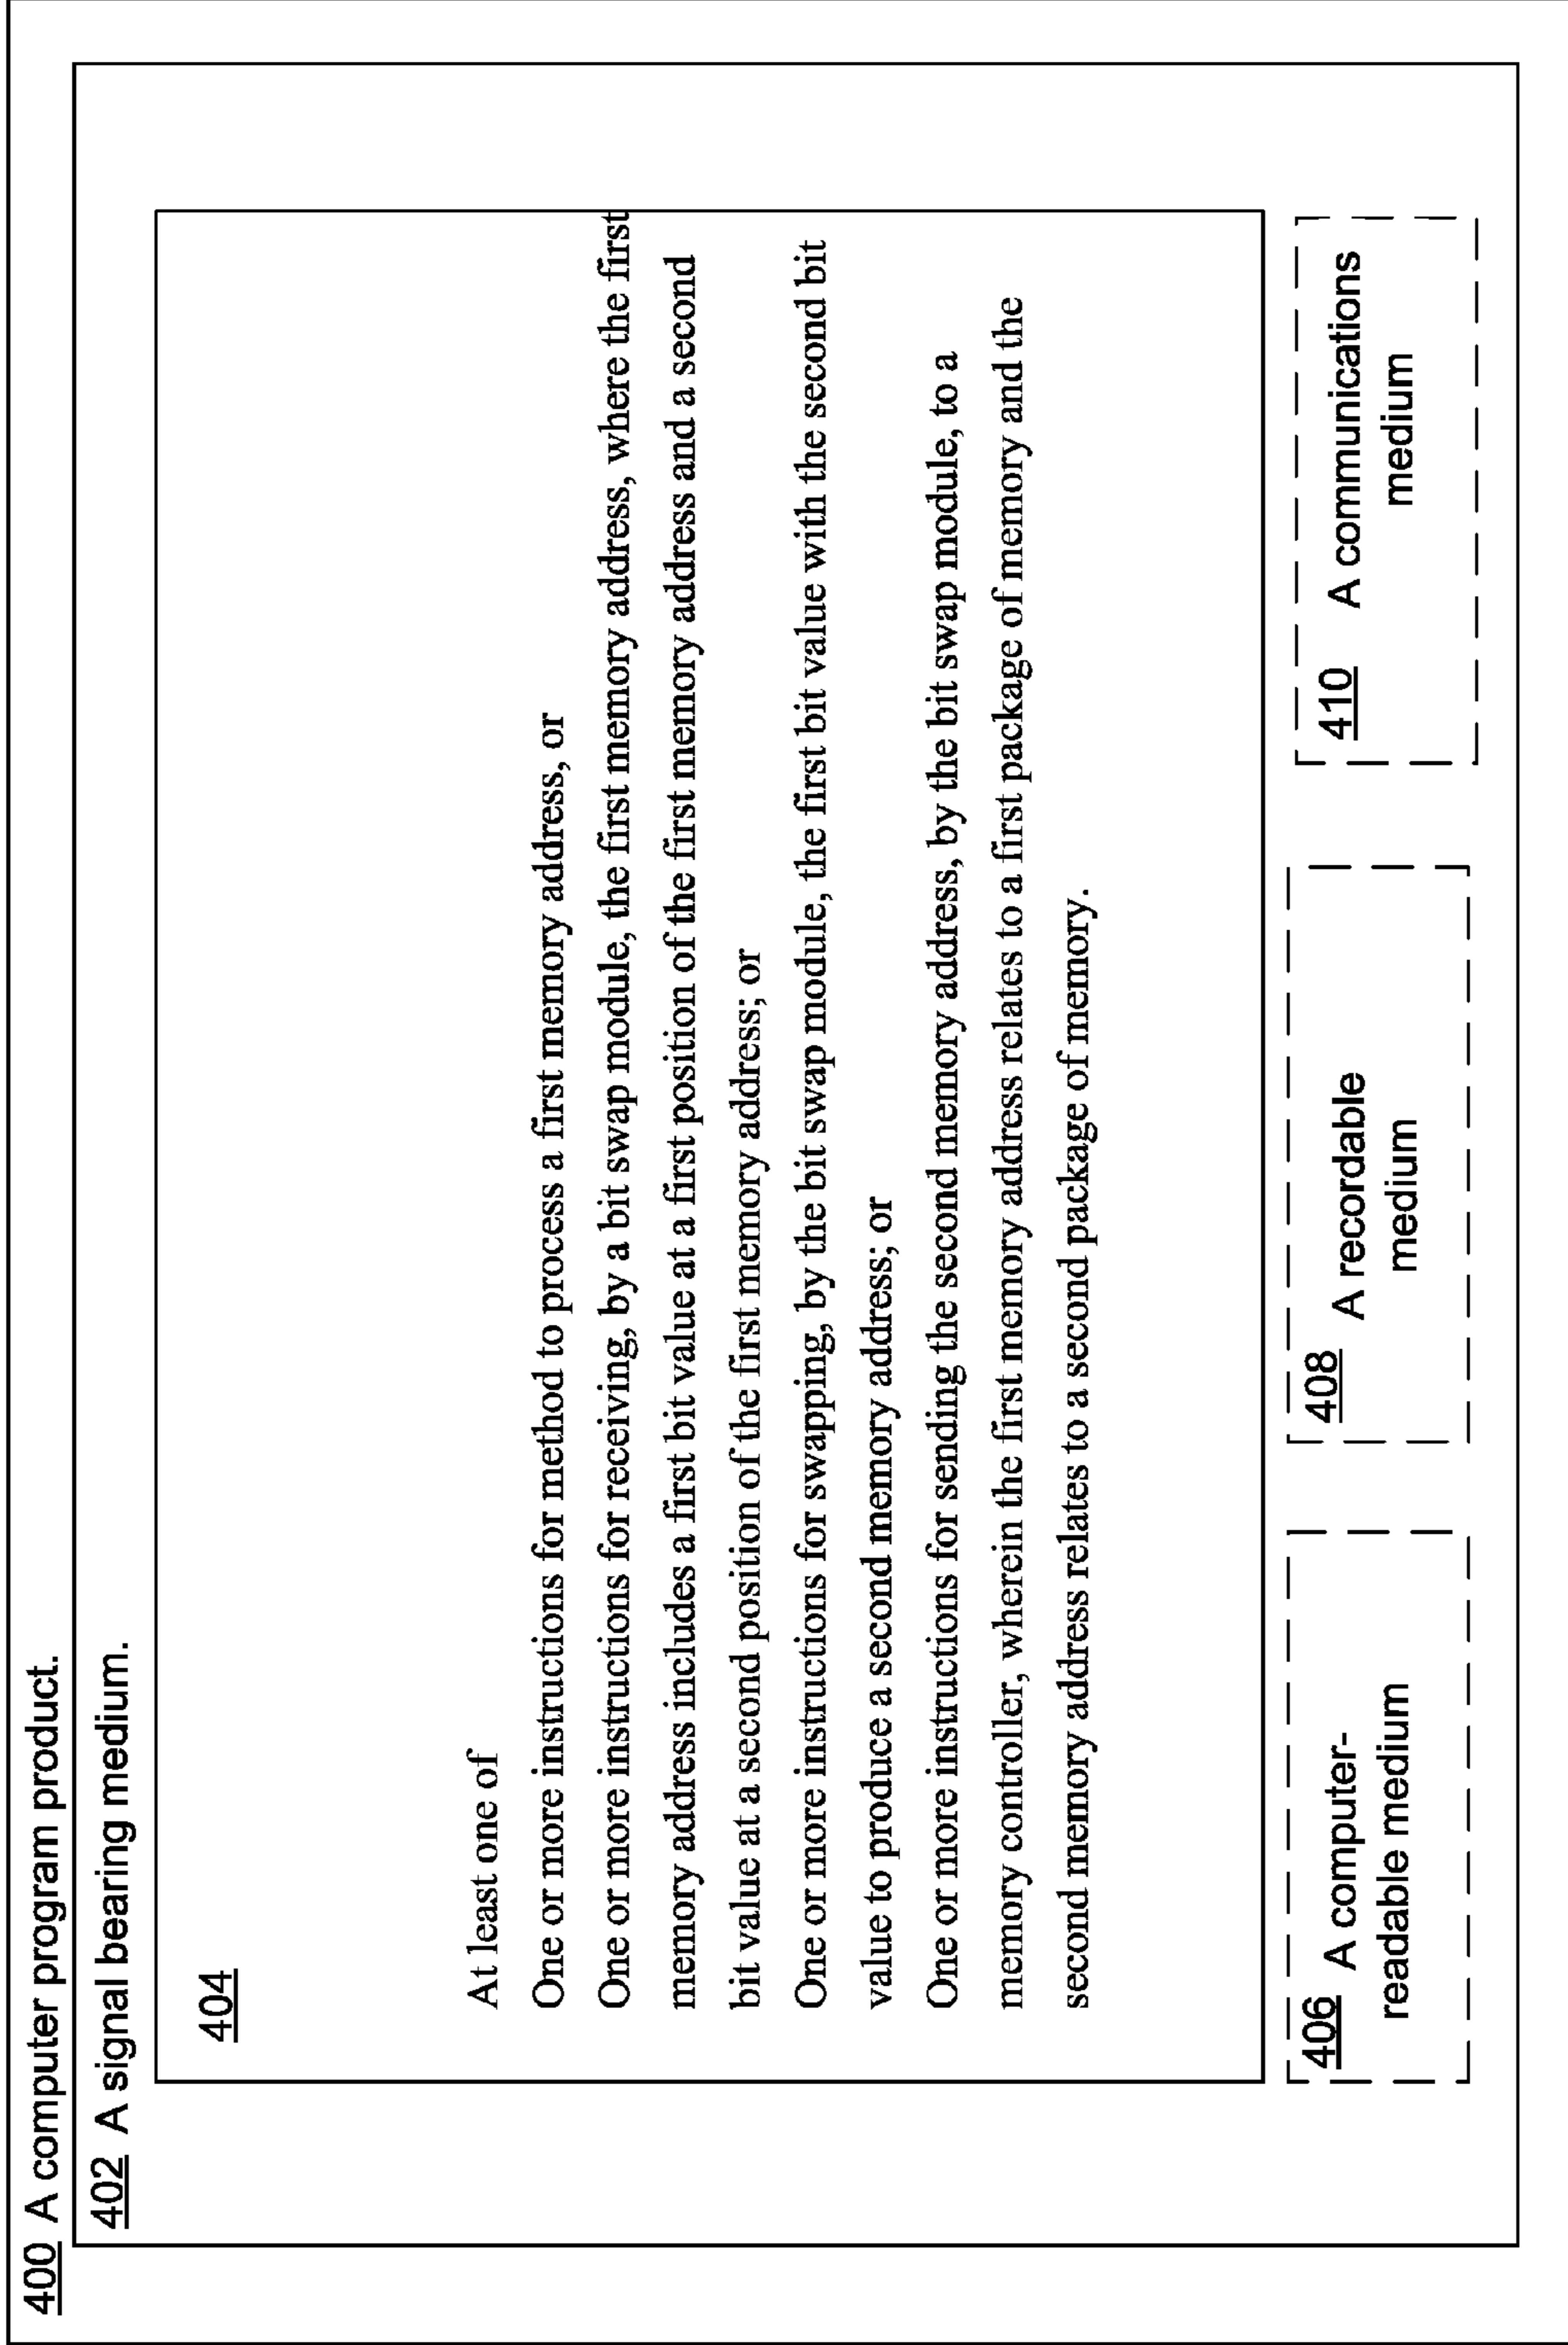 400 A computer program product.
402 A signal bearing medium.
404
At least one of
One or more instructions for method to process a first memory address, or
One or more instructions for receiving, by a bit swap module, the first memory address, where the first
memory address includes a first bit value at a first position of the first memory address and a second
bit value at a second position of the first memory address; or
One or more instructions for swapping, by the bit swap module, the first bit value with the second bit
value to produce a second memory address; or
One or more instructions for sending the second memory address, by the bit swap module, to a
memory controller, wherein the first memory address relates to a first package of memory and the
second memory address relates to a second package of memory.
406 A computer-
readable medium
408 A recordable
medium
410 A communications
medium